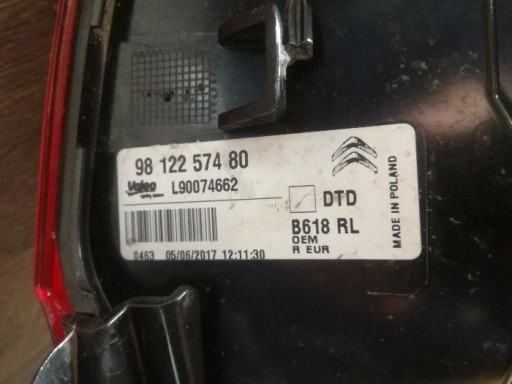 98 122 574 80
Valeo L90074662
DTD
B618 RL
OEM
R EUR
0463 05/06/2017 12:11:30
MADE IN POLAND